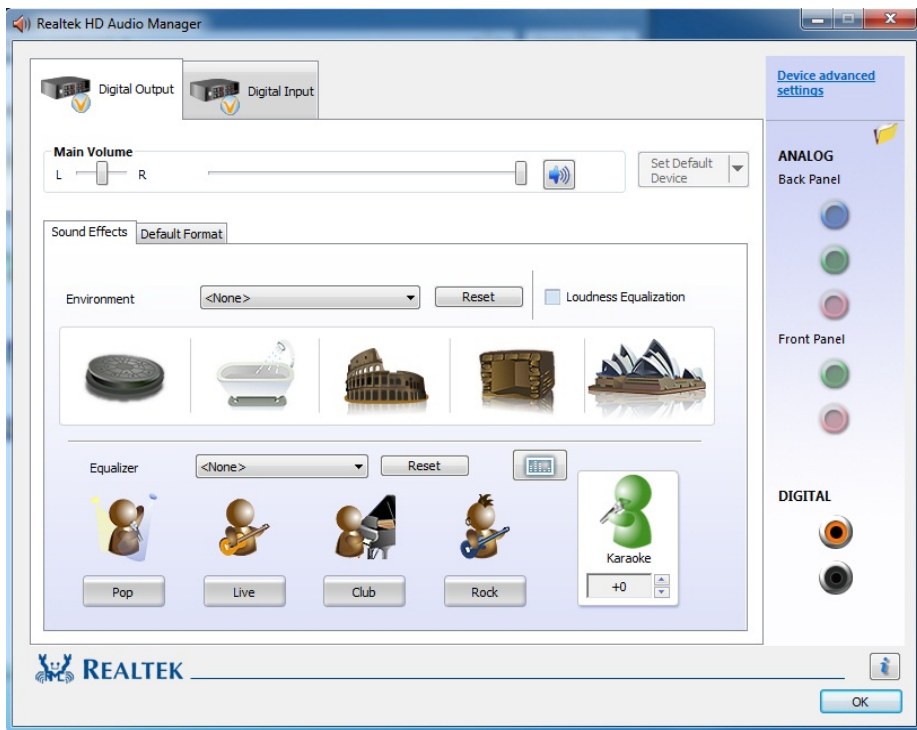 Realtek HD Audio Manager
Digital Output
Digital Input
Device advanced
settings
Main Volume
L R
Set Default
Device
ANALOG
Back Panel
Sound Effects
Default Format
Environment
<None>
Reset
Loudness Equalization
Front Panel
Equalizer
<None>
Reset
DIGITAL
Karaoke
+0
Pop
Live
Club
Rock
REALTEK
OK